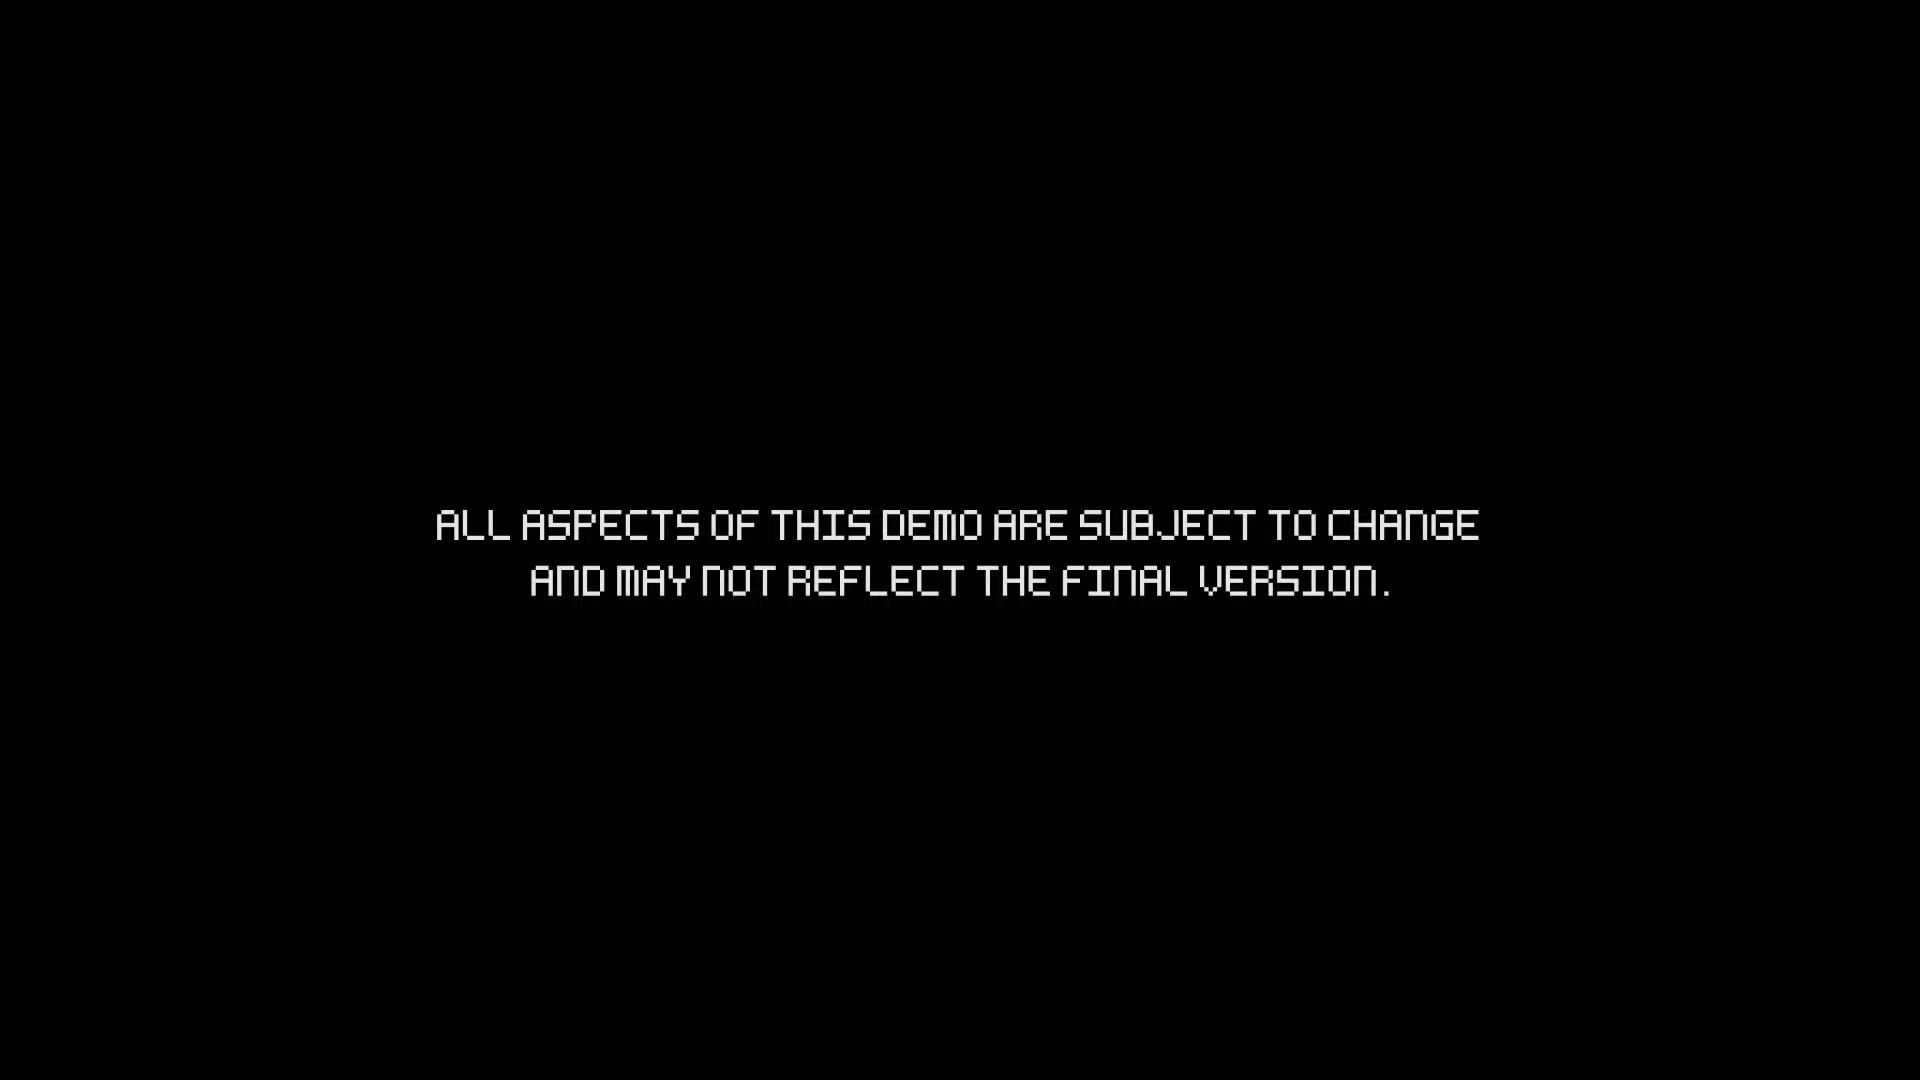 ALL ASPECTS OF THIS DEMO ARE SUBJECT TO CHANGE
AND MAY NOT REFLECT THE FINAL VERSION.